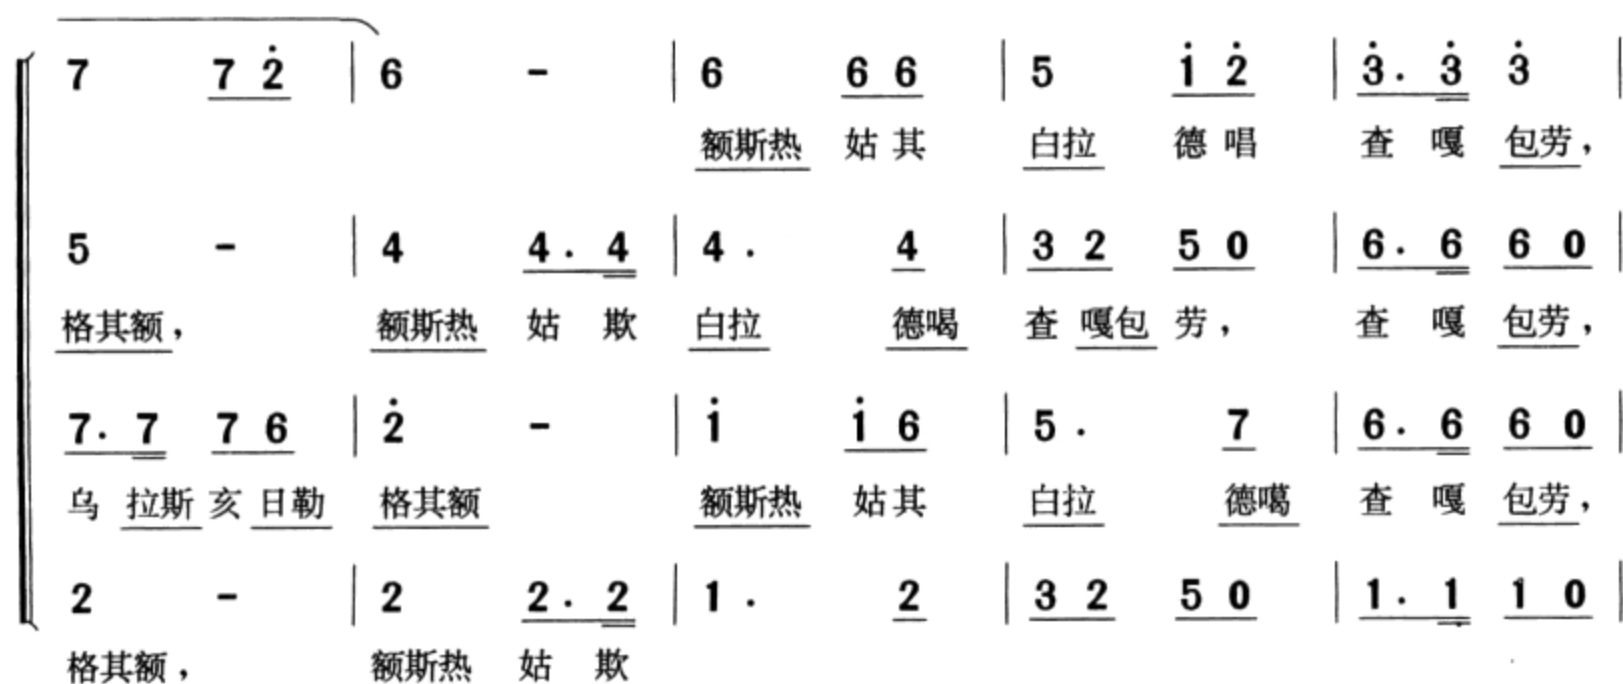 7 7 2̇ | 6 - | 6 6 6 | 5 1̇ 2̇ | 3̇. 3̇ 3̇ |
额斯热 姑 其 白拉 德 唱 查 嘎 包劳，
5 - | 4 4. 4 | 4. 4 | 3 2 5 0 | 6. 6 6 0 |
格其额， 额斯热 姑 欺 白拉 德喝 查 嘎包 劳， 查 嘎 包劳，
7. 7 7 6 | 2̇ - | 1̇ 1̇ 6 | 5. 7 | 6. 6 6 0 |
乌 拉斯 亥 日勒 格其额 额斯热 姑其 白拉 德噶 查 嘎 包劳，
2 - | 2 2. 2 | 1. 2 | 3 2 5 0 | 1. 1 1 0 |
格其额， 额斯热 姑 欺